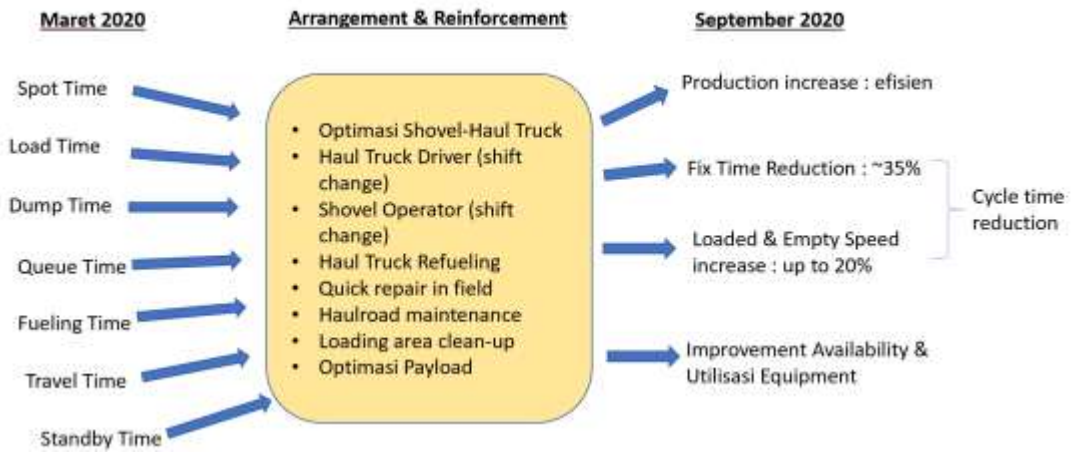 Maret 2020
Spot Time
Load Time
Dump Time
Queue Time
Fueling Time
Travel Time
Standby Time
Arrangement & Reinforcement
• Optimasi Shovel-Haul Truck
• Haul Truck Driver (shift
change)
• Shovel Operator (shift
change)
• Haul Truck Refueling
• Quick repair in field
• Haulroad maintenance
• Loading area clean-up
• Optimasi Payload
September 2020
Production increase : efisien
Fix Time Reduction : ~35%
Loaded & Empty Speed
increase : up to 20%
Cycle time
reduction
Improvement Availability &
Utilisasi Equipment